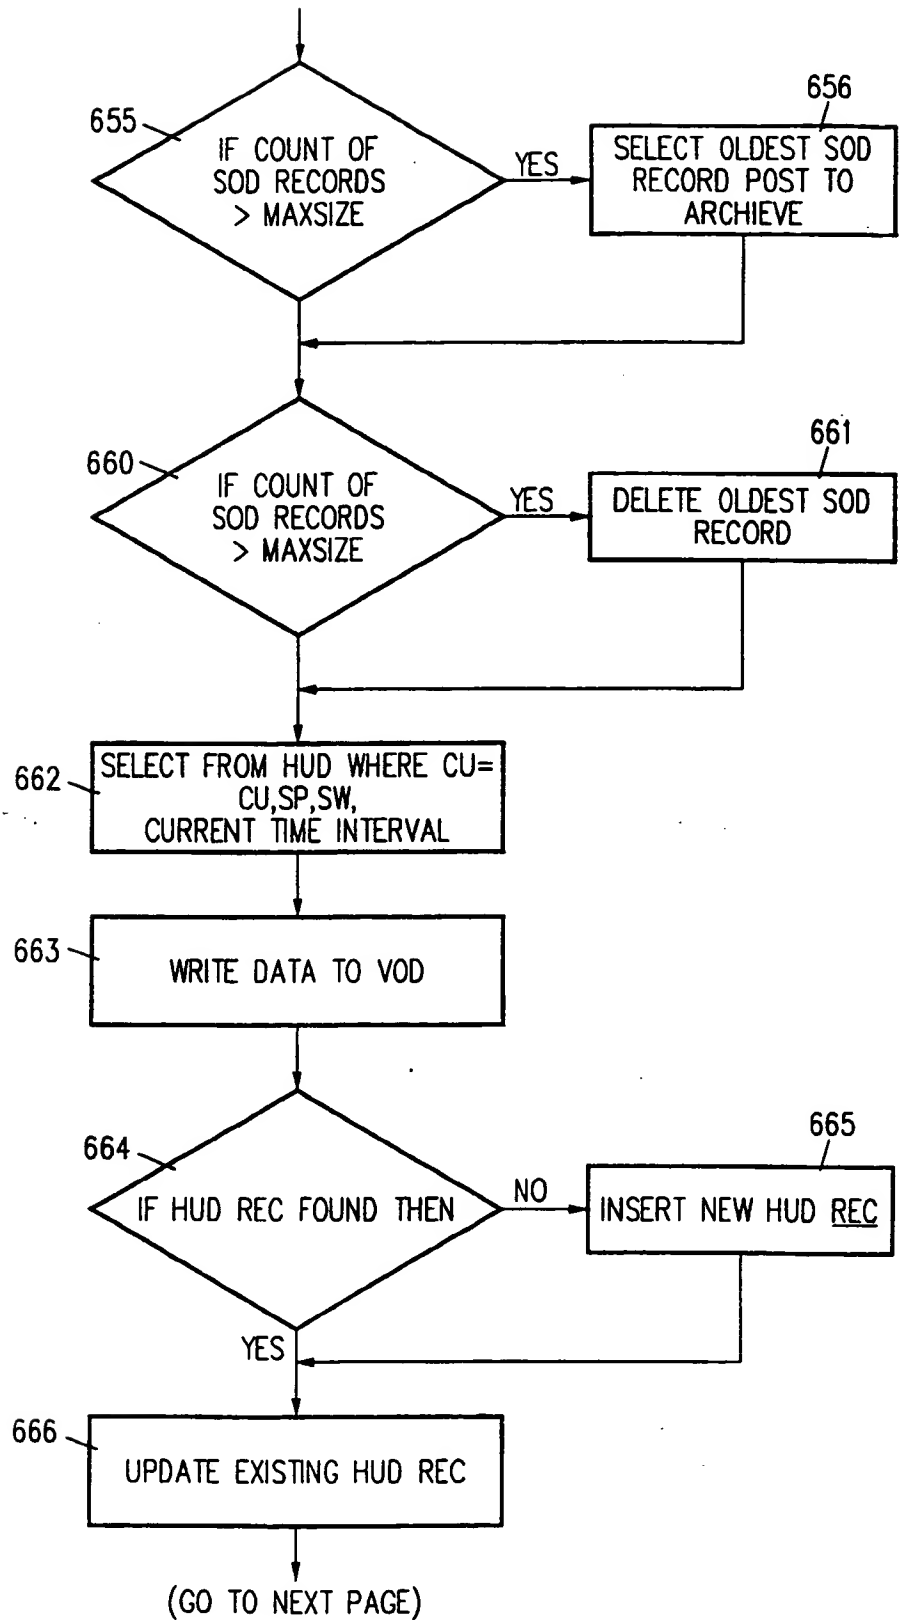 655
IF COUNT OF
SOD RECORDS
> MAXSIZE
YES
656
SELECT OLDEST SOD
RECORD POST TO
ARCHIEVE
660
IF COUNT OF
SOD RECORDS
> MAXSIZE
YES
661
DELETE OLDEST SOD
RECORD
662
SELECT FROM HUD WHERE CU=
CU,SP,SW,
CURRENT TIME INTERVAL
663
WRITE DATA TO VOD
664
IF HUD REC FOUND THEN
NO
665
INSERT NEW HUD REC
YES
666
UPDATE EXISTING HUD REC
(GO TO NEXT PAGE)